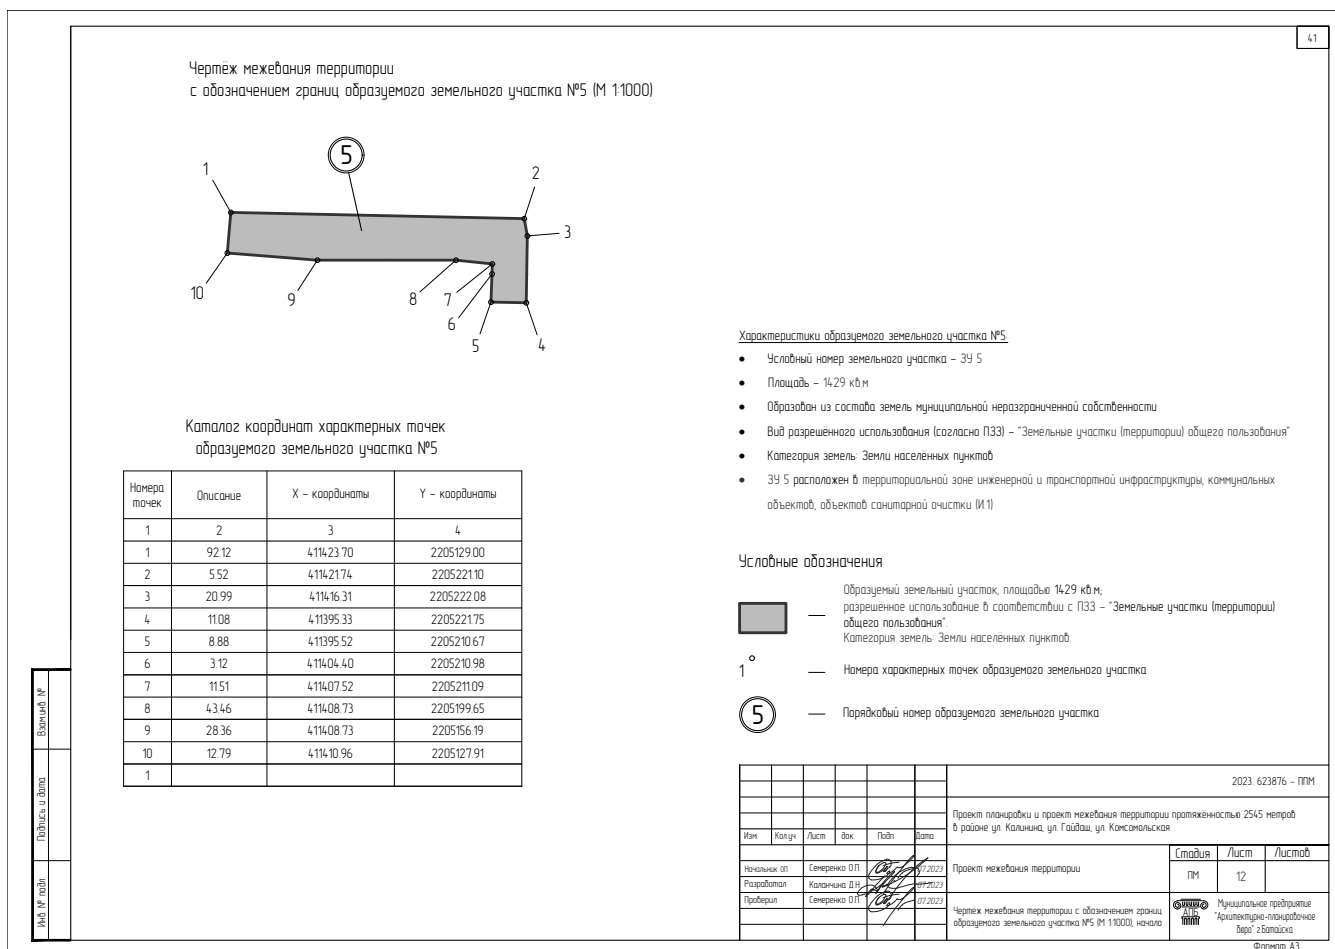 41
Чертёж межевания территории
с обозначением границ образуемого земельного участка №5 (М 1:1000)
5
1
2
3
10
9
8
7
6
5
4
Каталог координат характерных точек
образуемого земельного участка №5
Номера точек | Описание | X – координаты | Y – координаты
1 | 2 | 3 | 4
1 | 92.12 | 411423.70 | 2205129.00
2 | 5.52 | 411421.74 | 2205221.10
3 | 20.99 | 411416.31 | 2205222.08
4 | 11.08 | 411395.33 | 2205221.75
5 | 8.88 | 411395.52 | 2205210.67
6 | 3.12 | 411404.40 | 2205210.98
7 | 11.51 | 411407.52 | 2205211.09
8 | 43.46 | 411408.73 | 2205199.65
9 | 28.36 | 411408.73 | 2205156.19
10 | 12.79 | 411410.96 | 2205127.91
1
Характеристики образуемого земельного участка №5:
• Условный номер земельного участка – ЗУ 5
• Площадь – 1429 кв.м
• Образован из состава земель муниципальной неразграниченной собственности
• Вид разрешённого использования (согласно ПЗЗ) – "Земельные участки (территории) общего пользования"
• Категория земель: Земли населённых пунктов
• ЗУ 5 расположен в территориальной зоне инженерной и транспортной инфраструктуры, коммунальных
объектов, объектов санитарной очистки (И.1)
Условные обозначения
Образуемый земельный участок, площадью 1429 кв.м;
— разрешённое использование в соответствии с ПЗЗ – "Земельные участки (территории)
общего пользования".
Категория земель: Земли населённых пунктов.
1 — Номера характерных точек образуемого земельного участка
5 — Порядковый номер образуемого земельного участка
Взам.инв. №
Подпись и дата
Инв. № подл.
2023. 623876 – ППМ
Проект планировки и проект межевания территории протяжённостью 2545 метров
в районе ул. Калинина, ул. Гайдаш, ул. Комсомольская
Изм. Кол.уч. Лист док. Подп. Дата
Начальник ОП Семеренко О.П. 07.2023
Разработал Каланчина Д.Н. 07.2023
Проверил Семеренко О.П. 07.2023
Проект межевания территории
Стадия Лист Листов
ПМ 12
Чертёж межевания территории с обозначением границ
образуемого земельного участка №5 (М 1:1000), начало
АПБ
Муниципальное предприятие
"Архитектурно-планировочное
бюро" г.Батайска
Формат А3